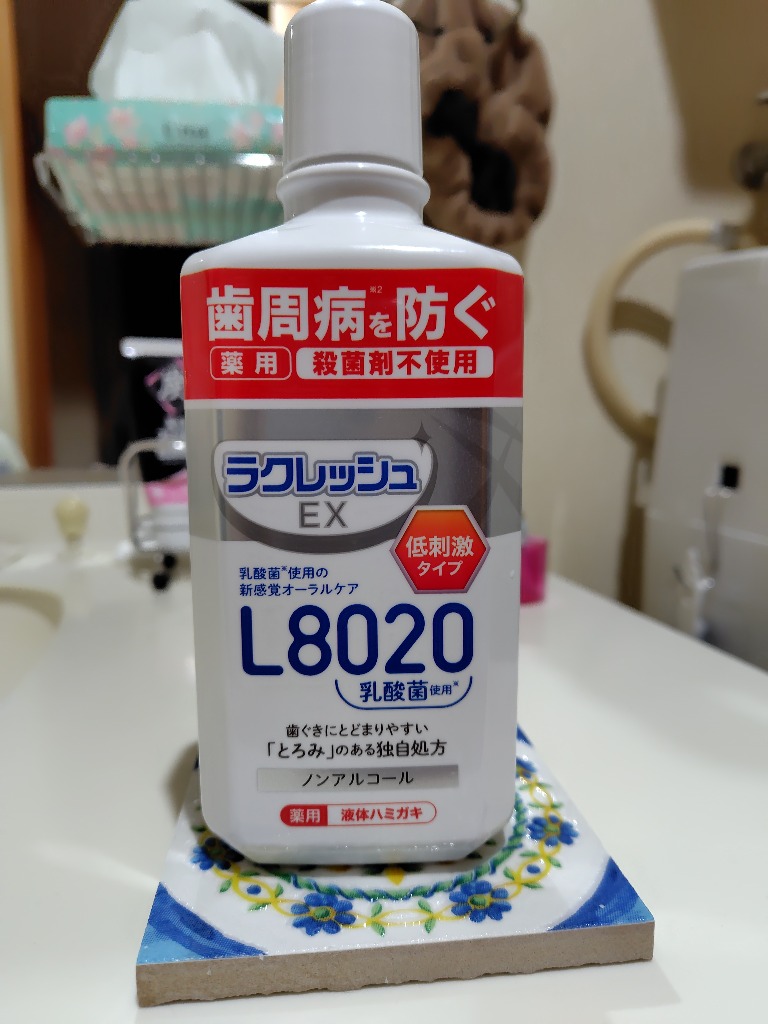 歯周病※2を防ぐ
薬用 殺菌剤不使用
ラクレッシュ
EX
低刺激
タイプ
乳酸菌※使用の
新感覚オーラルケア
L8020
乳酸菌使用※
歯ぐきにとどまりやすい
「とろみ」のある独自処方
ノンアルコール
薬用 液体ハミガキ